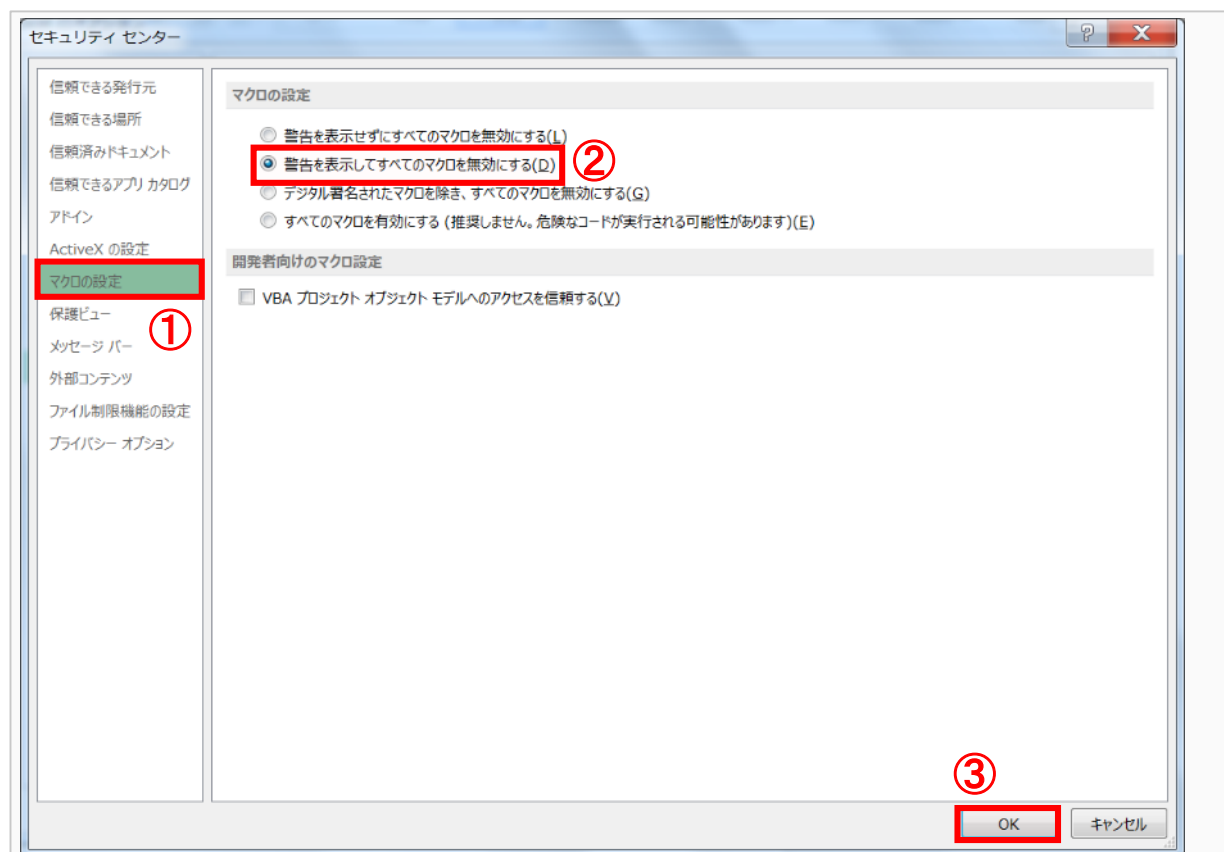 セキュリティ センター
信頼できる発行元
信頼できる場所
信頼済みドキュメント
信頼できるアプリ カタログ
アドイン
ActiveX の設定
マクロの設定
保護ビュー
①
メッセージ バー
外部コンテンツ
ファイル制限機能の設定
プライバシー オプション
マクロの設定
警告を表示せずにすべてのマクロを無効にする(L)
警告を表示してすべてのマクロを無効にする(D) ②
デジタル署名されたマクロを除き、すべてのマクロを無効にする(G)
すべてのマクロを有効にする (推奨しません。危険なコードが実行される可能性があります)(E)
開発者向けのマクロ設定
VBA プロジェクト オブジェクト モデルへのアクセスを信頼する(V)
③
OK キャンセル